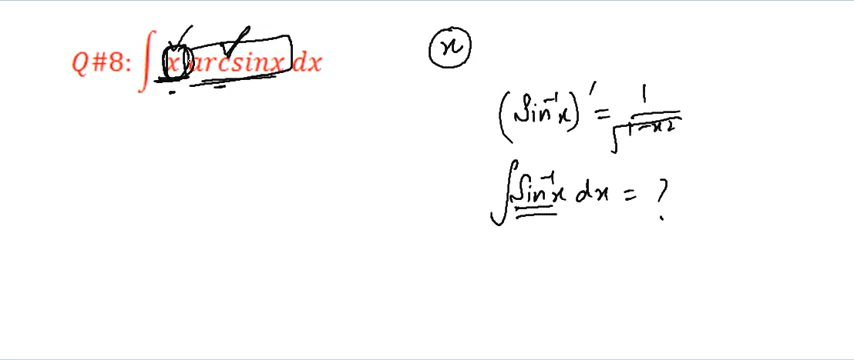 Q#8: ∫ x arcsinx dx
x
(Sin⁻¹x)′ = 1/√(1-x²)
∫ Sin⁻¹x dx = ?